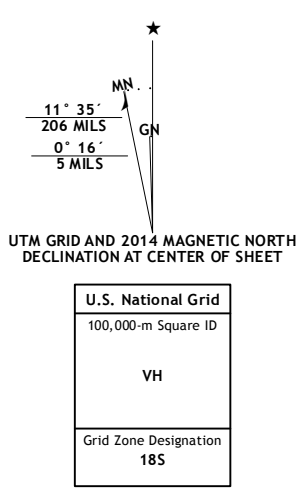 ★
MN
11° 35´
206 MILS
GN
0° 16´
5 MILS
UTM GRID AND 2014 MAGNETIC NORTH
DECLINATION AT CENTER OF SHEET
U.S. National Grid
100,000-m Square ID
VH
Grid Zone Designation
18S